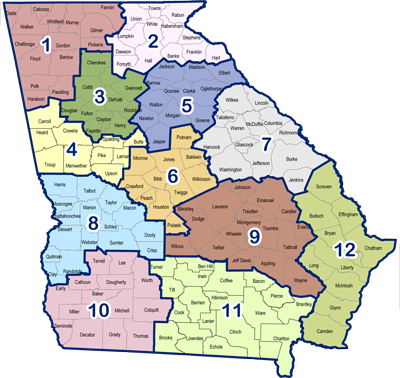 Dade
Catoosa
Fannin
Whitfield
Murray
Gilmer
Chattooga
Gordon
Pickens
Floyd
Bartow
Polk
Paulding
Haralson
1
Towns
Rabun
Union
White
Habersham
Lumpkin
Stephens
Dawson
Banks
Franklin
Hart
Forsyth
Hall
2
Cherokee
Gwinnett
Cobb
DeKalb
Rockdale
Douglas
Fulton
Clayton
Henry
Fayette
3
Carroll
Heard
Coweta
Spalding
Butts
Troup
Meriwether
Pike
Lamar
Upson
4
Jackson
Madison
Elbert
Barrow
Oconee
Clarke
Oglethorpe
Walton
Newton
Morgan
Greene
Jasper
5
Putnam
Monroe
Jones
Baldwin
Bibb
Wilkinson
Crawford
Twiggs
Peach
Houston
Pulaski
6
Wilkes
Lincoln
Columbia
Taliaferro
McDuffie
Warren
Richmond
Hancock
Glascock
Washington
Jefferson
Burke
Jenkins
7
Harris
Talbot
Taylor
Muscogee
Marion
Macon
Chattahoochee
Schley
Dooly
Stewart
Webster
Sumter
Crisp
Quitman
Clay
Randolph
8
Johnson
Emanuel
Bleckley
Laurens
Candler
Dodge
Treutlen
Montgomery
Evans
Wheeler
Toombs
Tattnall
Wilcox
Telfair
Jeff Davis
Appling
Wayne
9
Terrell
Lee
Early
Calhoun
Dougherty
Worth
Baker
Miller
Mitchell
Colquitt
Seminole
Decatur
Grady
Thomas
10
Turner
Ben Hill
Irwin
Coffee
Bacon
Tift
Pierce
Atkinson
Berrien
Ware
Brantley
Cook
Lanier
Clinch
Brooks
Lowndes
Charlton
Echols
11
Screven
Bulloch
Effingham
Bryan
Chatham
Long
Liberty
McIntosh
Glynn
Camden
12